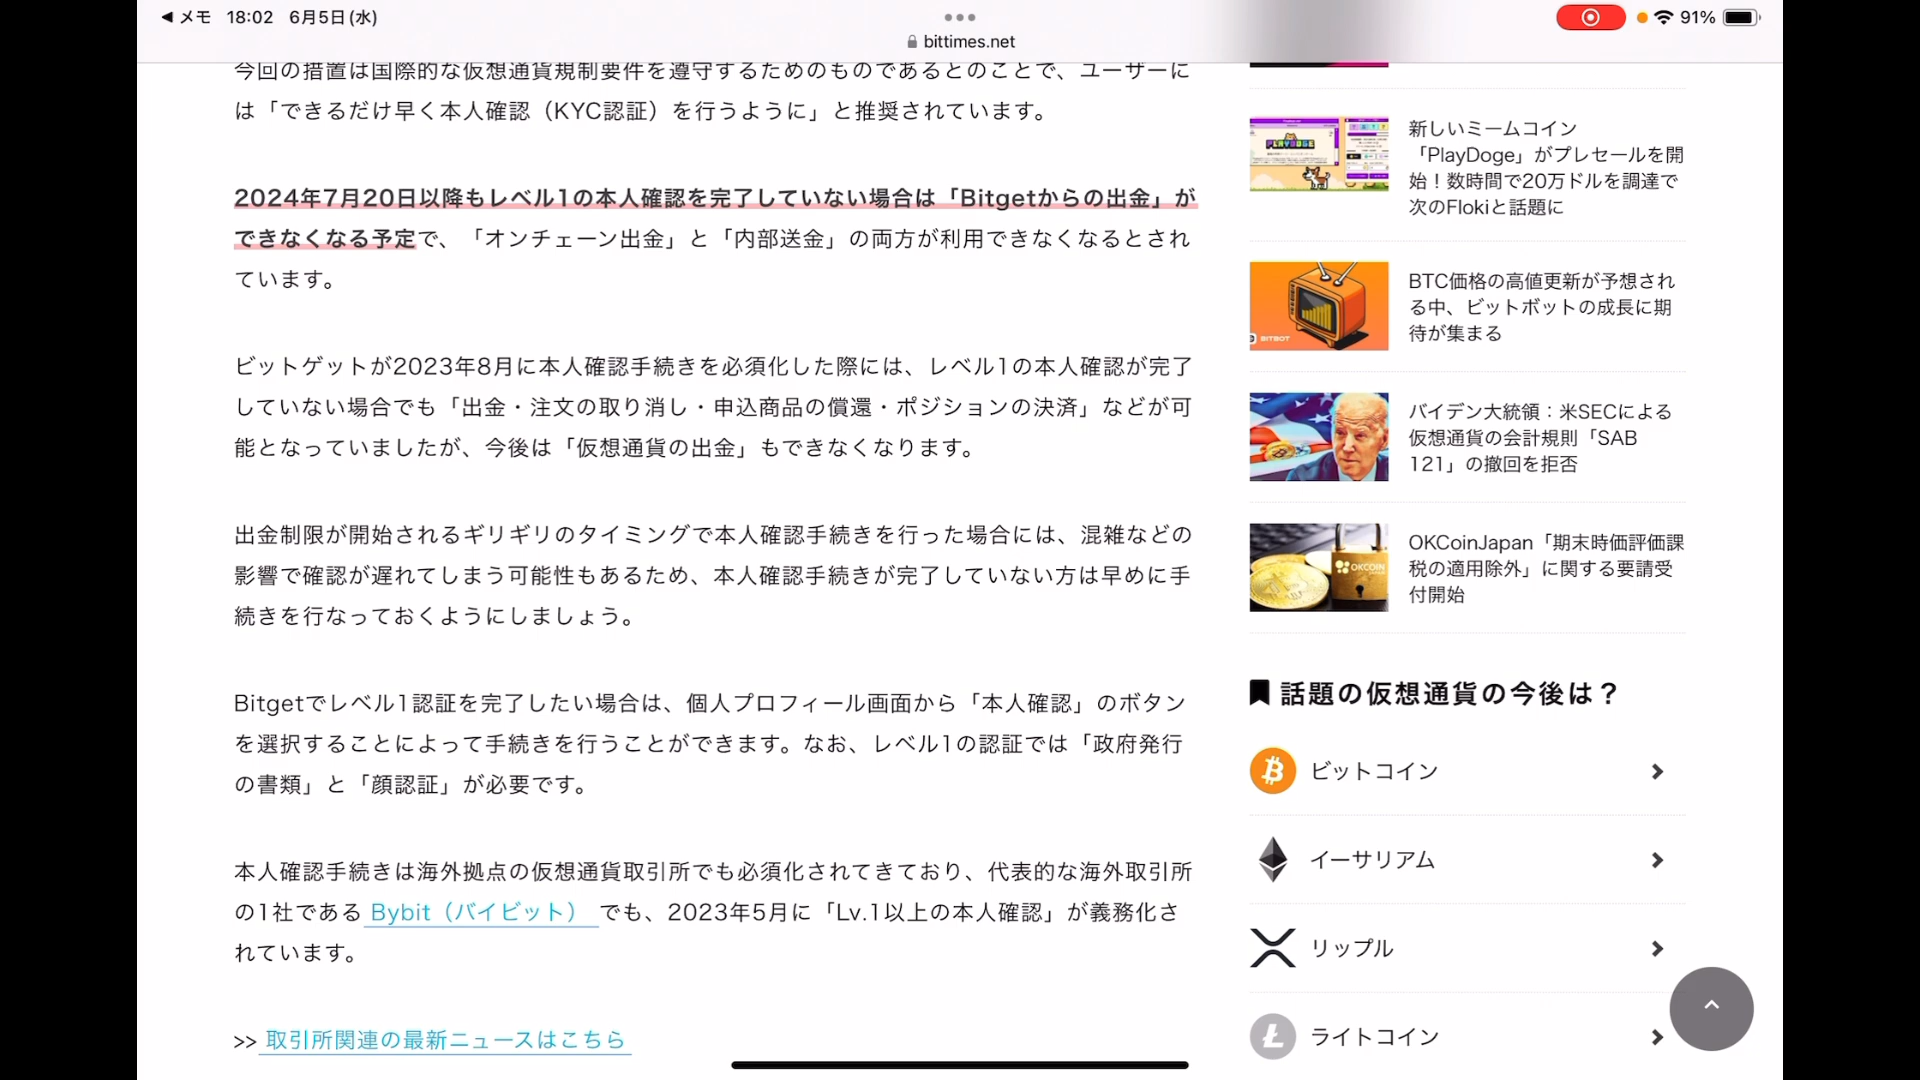 ◀ メモ 18:02 6月5日(水)
91%
bittimes.net
今回の措置は国際的な仮想通貨規制要件を遵守するためのものであるとのことで、ユーザーに
は「できるだけ早く本人確認（KYC認証）を行うように」と推奨されています。
2024年7月20日以降もレベル1の本人確認を完了していない場合は「Bitgetからの出金」が
できなくなる予定で、「オンチェーン出金」と「内部送金」の両方が利用できなくなるとされ
ています。
ビットゲットが2023年8月に本人確認手続きを必須化した際には、レベル1の本人確認が完了
していない場合でも「出金・注文の取り消し・申込商品の償還・ポジションの決済」などが可
能となっていましたが、今後は「仮想通貨の出金」もできなくなります。
出金制限が開始されるギリギリのタイミングで本人確認手続きを行った場合には、混雑などの
影響で確認が遅れてしまう可能性もあるため、本人確認手続きが完了していない方は早めに手
続きを行なっておくようにしましょう。
Bitgetでレベル1認証を完了したい場合は、個人プロフィール画面から「本人確認」のボタン
を選択することによって手続きを行うことができます。なお、レベル1の認証では「政府発行
の書類」と「顔認証」が必要です。
本人確認手続きは海外拠点の仮想通貨取引所でも必須化されてきており、代表的な海外取引所
の1社である Bybit（バイビット） でも、2023年5月に「Lv.1以上の本人確認」が義務化さ
れています。
>> 取引所関連の最新ニュースはこちら
PLAYDOGE
新しいミームコイン
「PlayDoge」がプレセールを開
始！数時間で20万ドルを調達で
次のFlokiと話題に
BITBOT
BTC価格の高値更新が予想され
る中、ビットボットの成長に期
待が集まる
バイデン大統領：米SECによる
仮想通貨の会計規則「SAB
121」の撤回を拒否
OKCOIN
OKCoinJapan「期末時価評価課
税の適用除外」に関する要請受
付開始
話題の仮想通貨の今後は？
ビットコイン
イーサリアム
リップル
ライトコイン